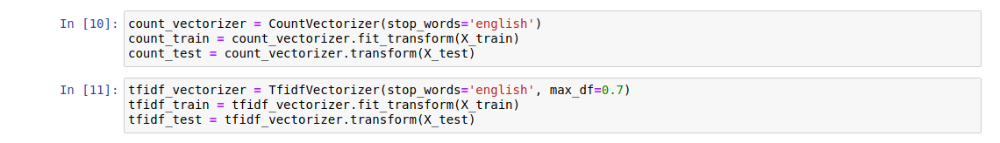 In [10]: count_vectorizer = CountVectorizer(stop_words='english')
count_train = count_vectorizer.fit_transform(X_train)
count_test = count_vectorizer.transform(X_test)
In [11]: tfidf_vectorizer = TfidfVectorizer(stop_words='english', max_df=0.7)
tfidf_train = tfidf_vectorizer.fit_transform(X_train)
tfidf_test = tfidf_vectorizer.transform(X_test)